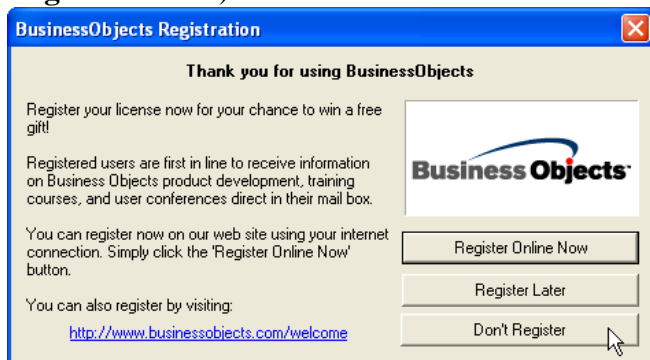 BusinessObjects Registration
Thank you for using BusinessObjects
Register your license now for your chance to win a free
gift!
Registered users are first in line to receive information
on Business Objects product development, training
courses, and user conferences direct in their mail box.
You can register now on our web site using your internet
connection. Simply click the 'Register Online Now'
button.
You can also register by visiting:
http://www.businessobjects.com/welcome
Business Objects
Register Online Now
Register Later
Don't Register